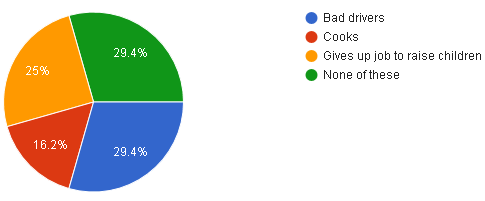 29.4%
25%
16.2%
29.4%
Bad drivers
Cooks
Gives up job to raise children
None of these